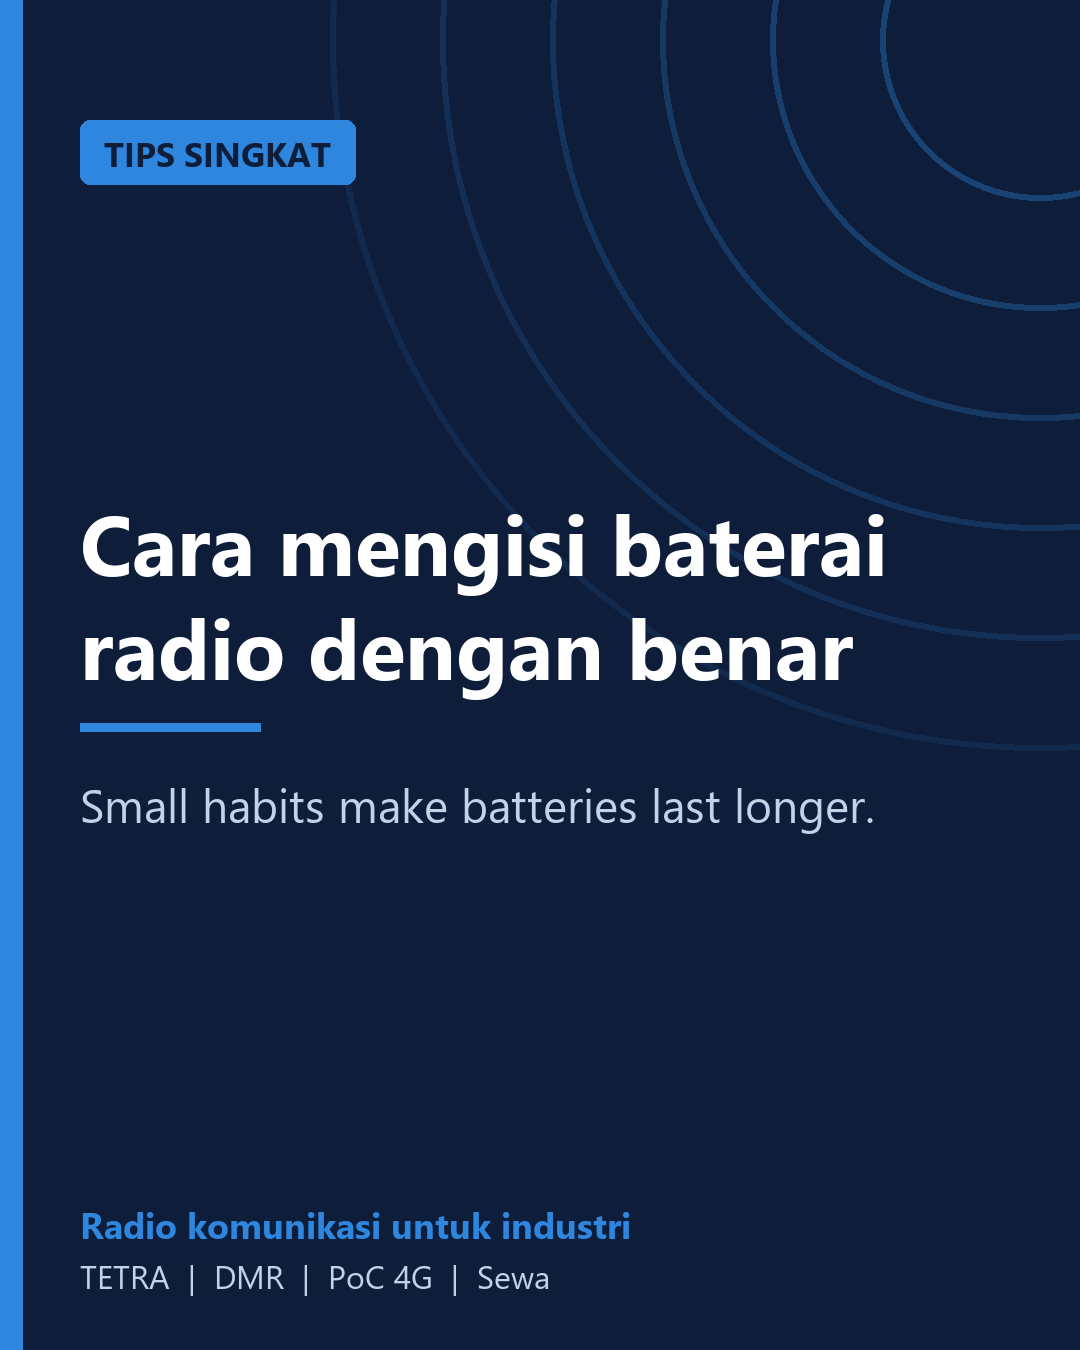 TIPS SINGKAT
Cara mengisi baterai
radio dengan benar
Small habits make batteries last longer.
Radio komunikasi untuk industri
TETRA | DMR | PoC 4G | Sewa